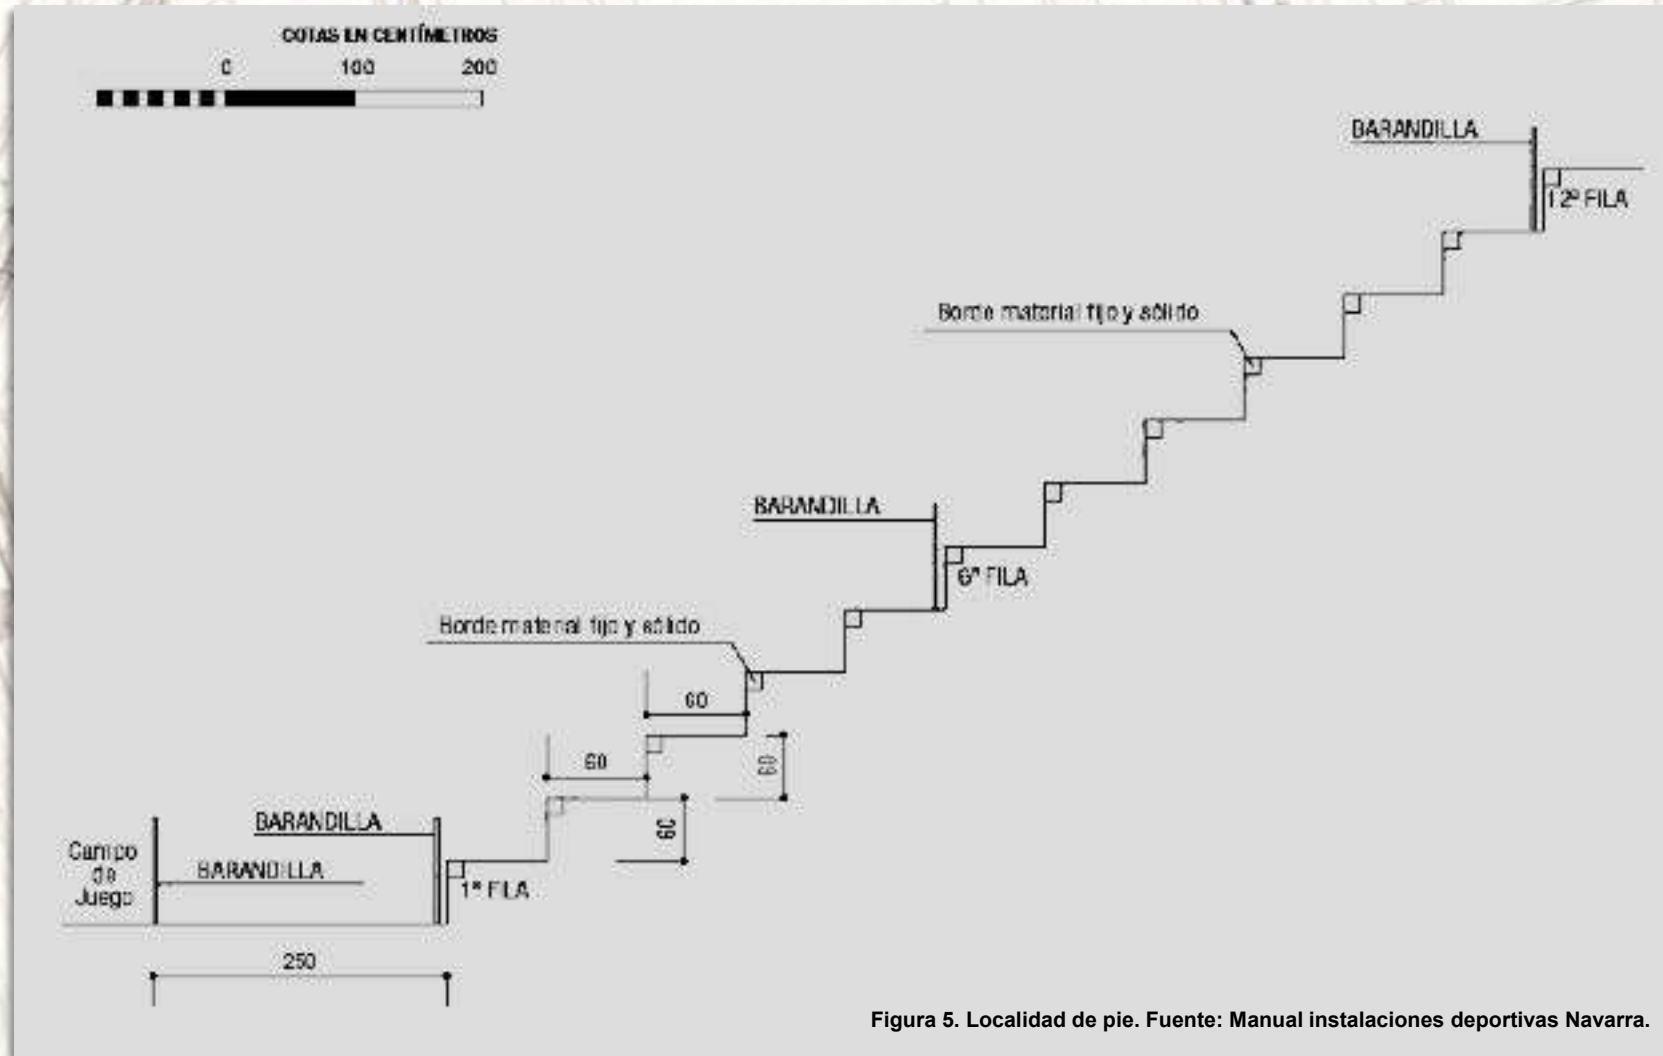 COTAS EN CENTÍMETROS
0 100 200
BARANDILLA
12ª FILA
Borde material fijo y sólido
BARANDILLA
6ª FILA
Borde material fijo y sólido
60
60
60
60
BARANDILLA
Campo
de
Juego
BARANDILLA
1ª FILA
250
Figura 5. Localidad de pie. Fuente: Manual instalaciones deportivas Navarra.